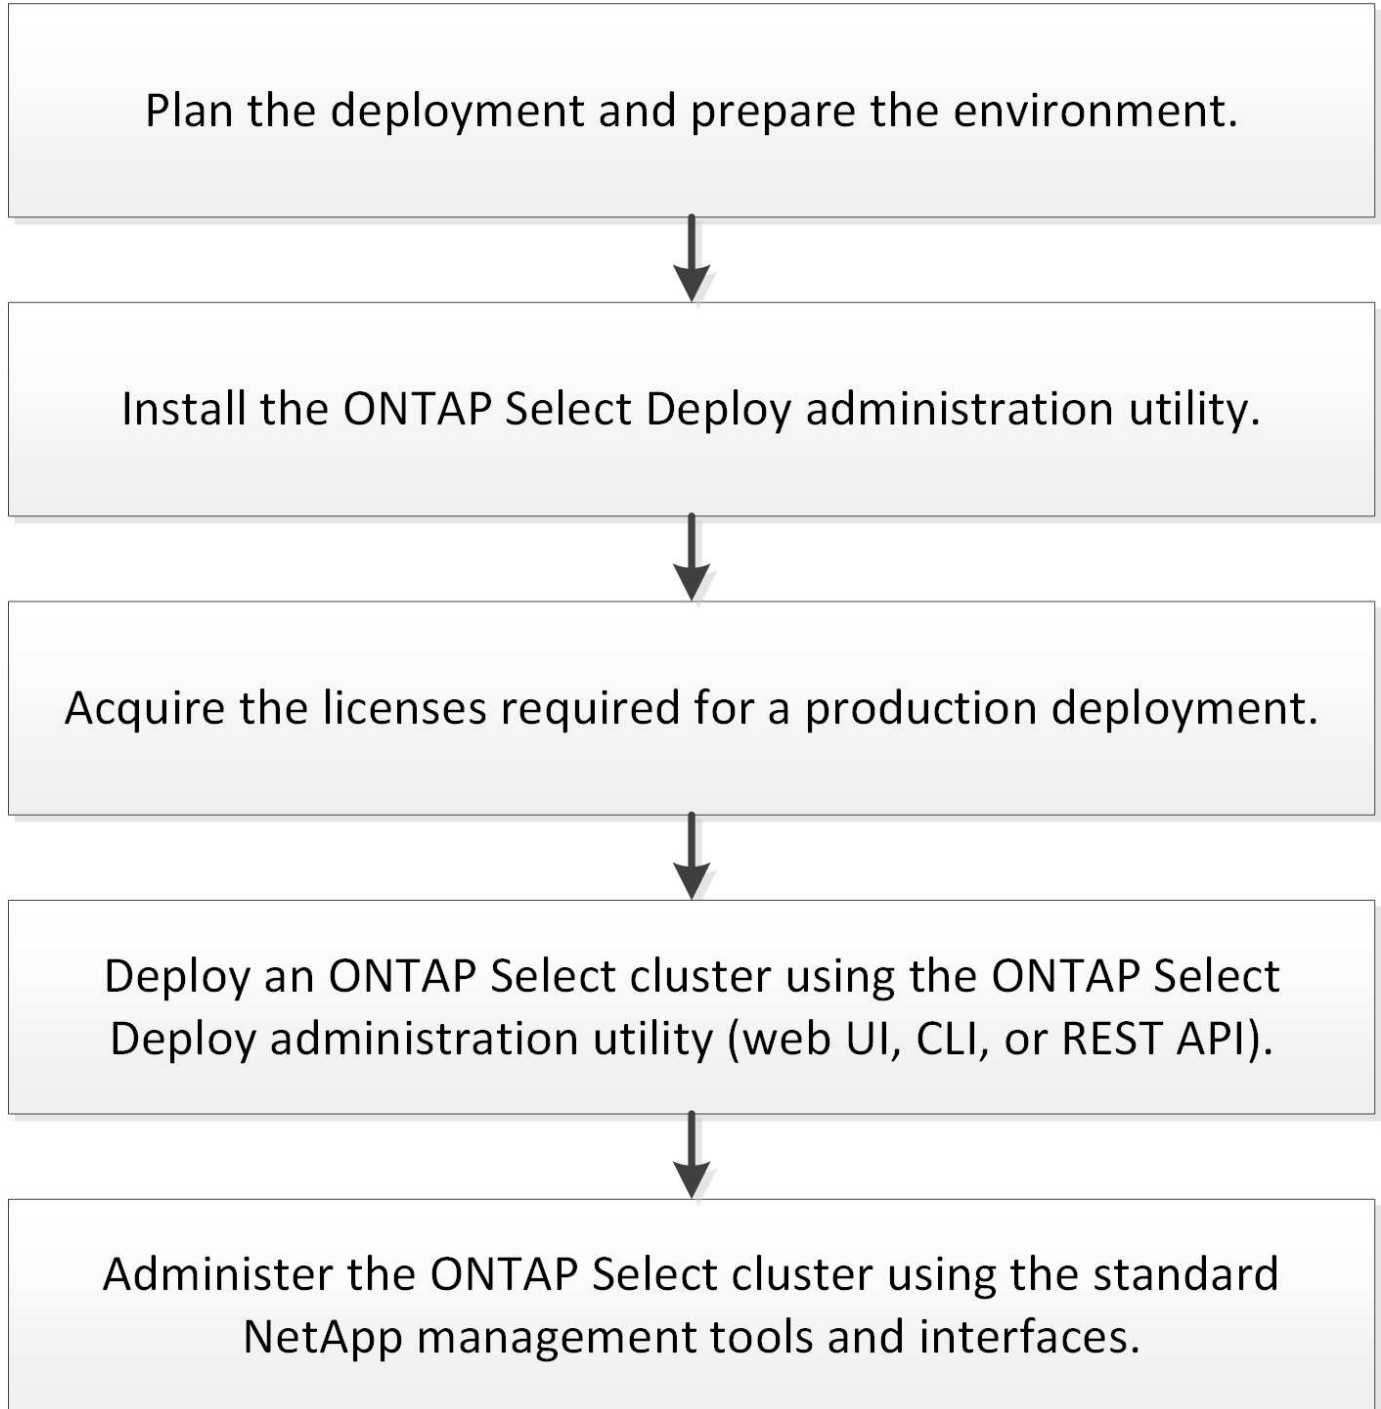 Plan the deployment and prepare the environment.
Install the ONTAP Select Deploy administration utility.
Acquire the licenses required for a production deployment.
Deploy an ONTAP Select cluster using the ONTAP Select
Deploy administration utility (web UI, CLI, or REST API).
Administer the ONTAP Select cluster using the standard
NetApp management tools and interfaces.